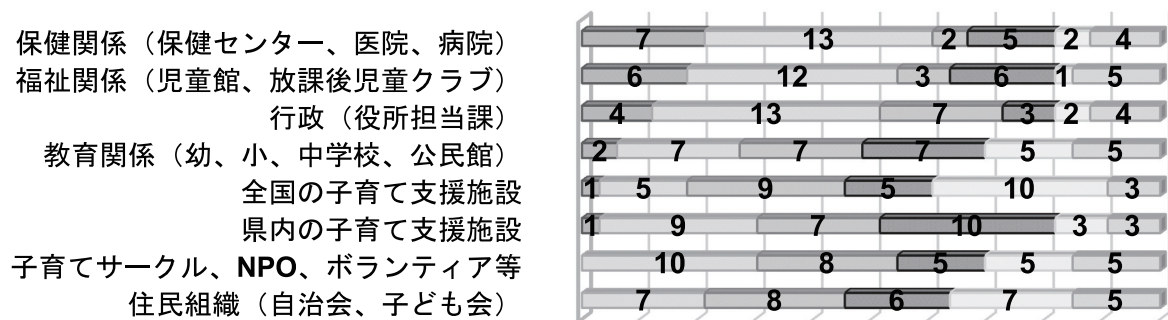 保健関係（保健センター、医院、病院） 7 13 2 5 2 4
福祉関係（児童館、放課後児童クラブ） 6 12 3 6 1 5
行政（役所担当課） 4 13 7 3 2 4
教育関係（幼、小、中学校、公民館） 2 7 7 7 5 5
全国の子育て支援施設 1 5 9 5 10 3
県内の子育て支援施設 1 9 7 10 3 3
子育てサークル、NPO、ボランティア等 10 8 5 5 5
住民組織（自治会、子ども会） 7 8 6 7 5